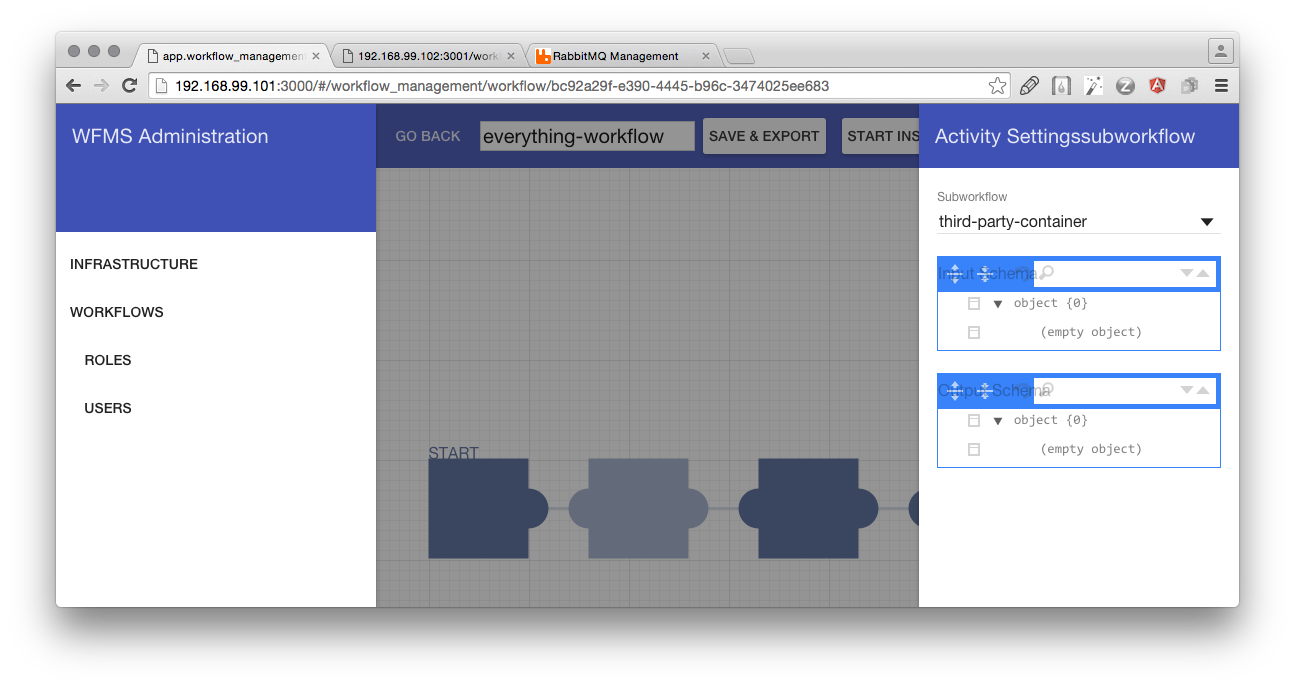 app.workflow_managemen
192.168.99.102:3001/work
RabbitMQ Management
192.168.99.101:3000/#/workflow_management/workflow/bc92a29f-e390-4445-b96c-3474025ee683
WFMS Administration
GO BACK
everything-workflow
SAVE & EXPORT
START INS
Activity Settingssubworkflow
INFRASTRUCTURE
WORKFLOWS
ROLES
USERS
START
Subworkflow
third-party-container
Input Schema
object {0}
(empty object)
Output Schema
object {0}
(empty object)